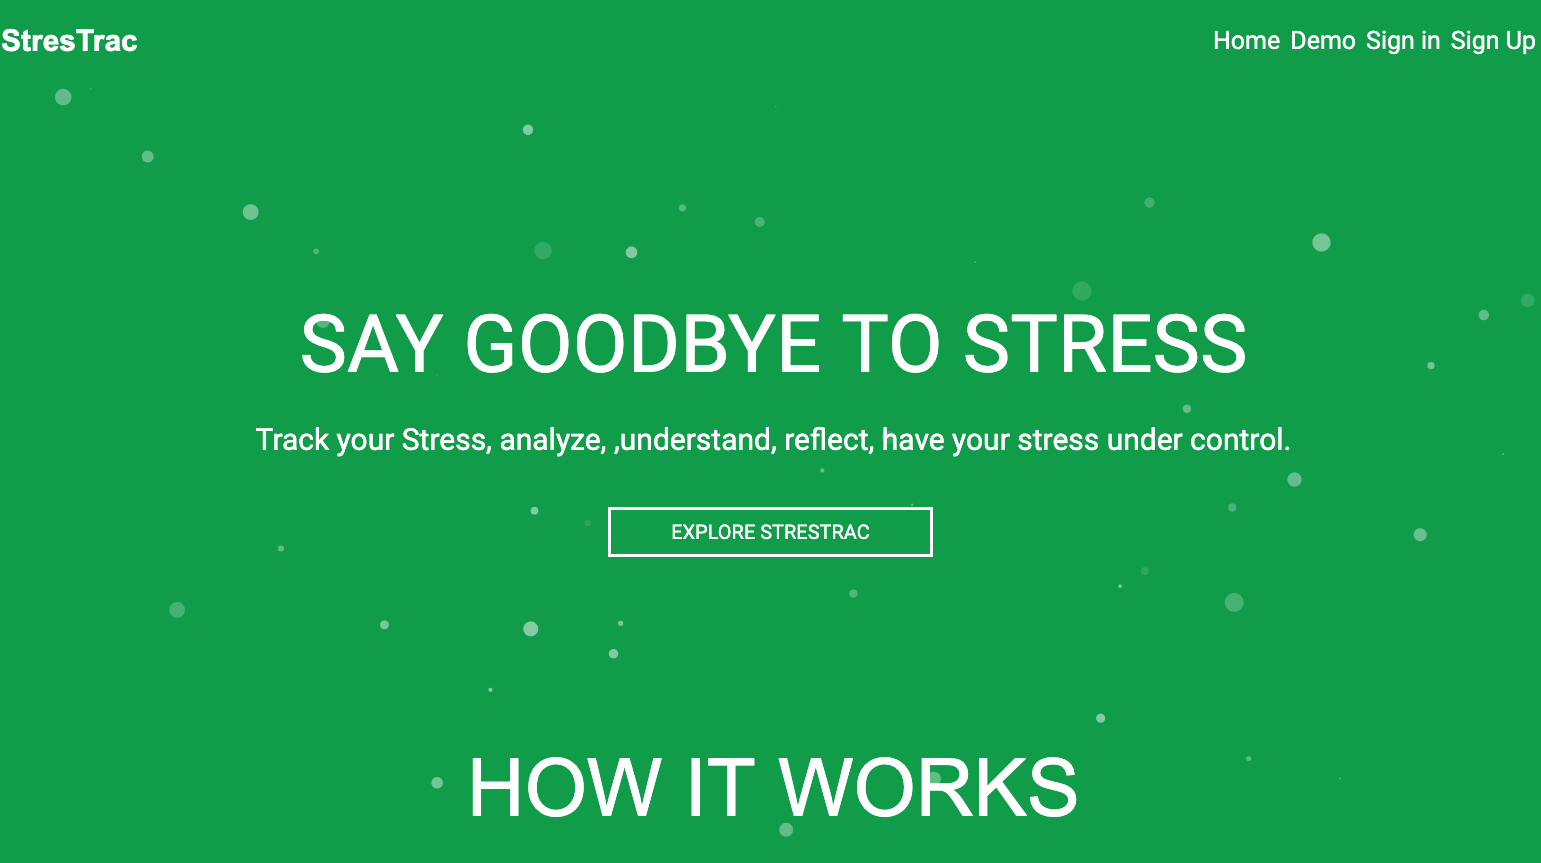 StresTrac
Home Demo Sign in Sign Up
SAY GOODBYE TO STRESS
Track your Stress, analyze, ,understand, reflect, have your stress under control.
EXPLORE STRESTRAC
HOW IT WORKS